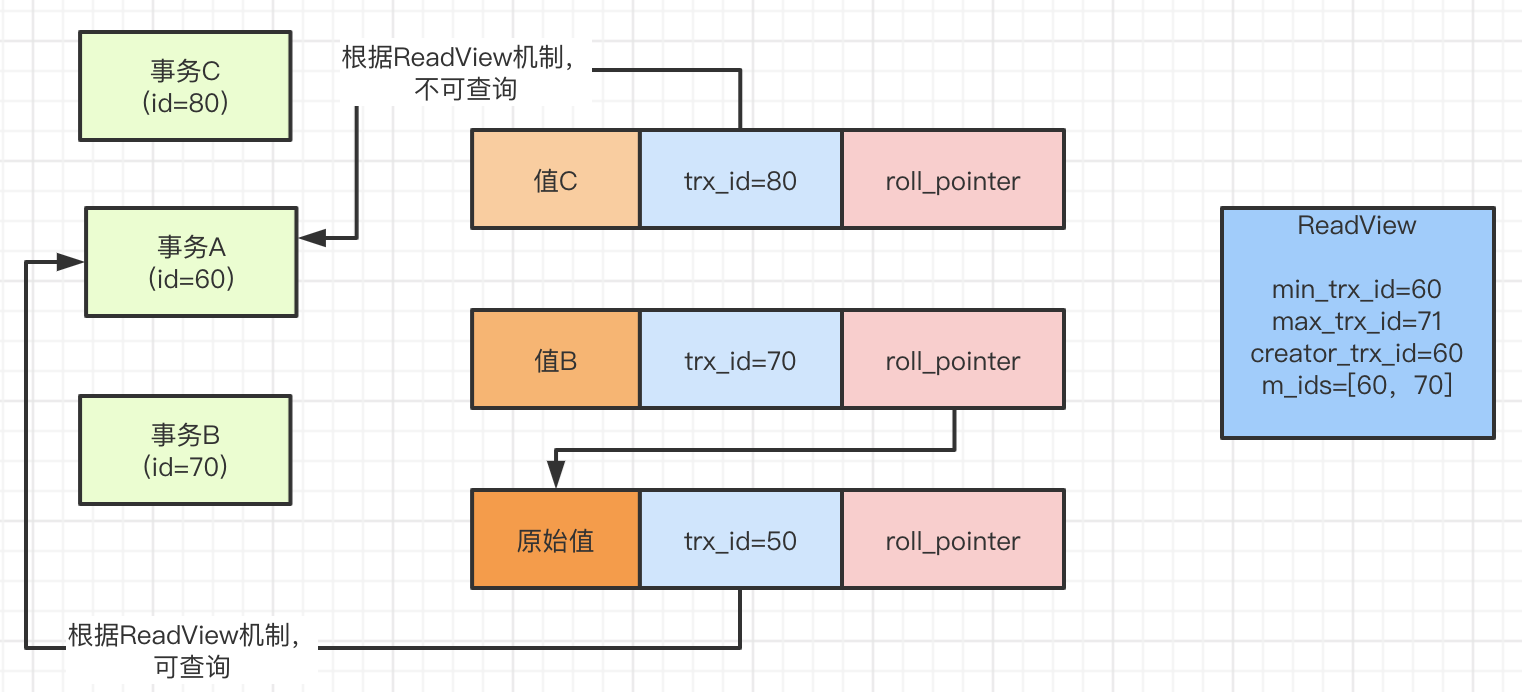 事务C
(id=80)
根据ReadView机制，
不可查询
值C
trx_id=80
roll_pointer
事务A
(id=60)
ReadView
min_trx_id=60
max_trx_id=71
creator_trx_id=60
m_ids=[60，70]
值B
trx_id=70
roll_pointer
事务B
(id=70)
原始值
trx_id=50
roll_pointer
根据ReadView机制，
可查询